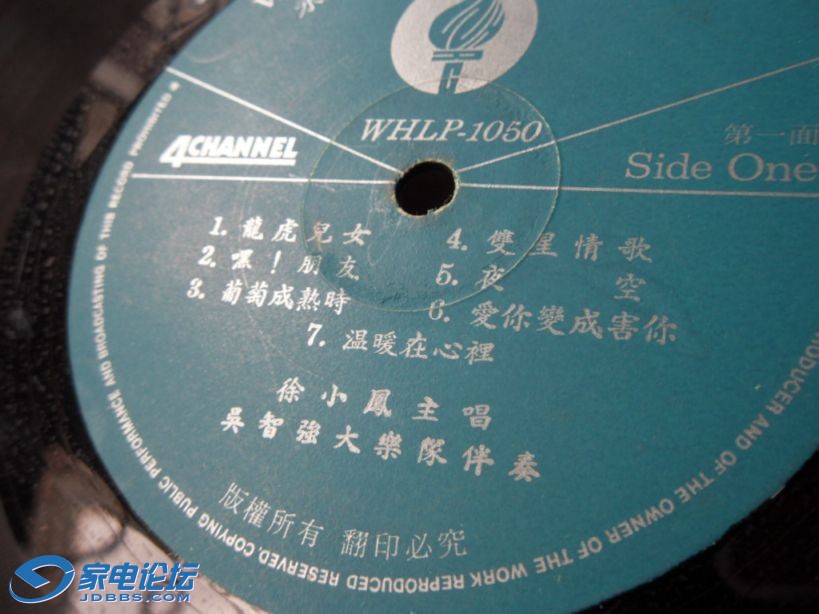 WHLP-1050
4CHANNEL
第一面
Side One
1. 龍虎兒女
2. 嘿！朋友
3. 葡萄成熟時
4. 雙星情歌
5. 夜空
6. 愛你變成害你
7. 温暖在心裡
徐小鳳主唱
吳智強大樂隊伴奏
版權所有 翻印必究
PRODUCER AND OF THE OWNER OF THE WORK REPRODUCED RESERVED. COPYING PUBLIC PERFORMANCE AND BROADCASTING OF THIS RECORD PROHIBITED
家电论坛
JDBBS.COM